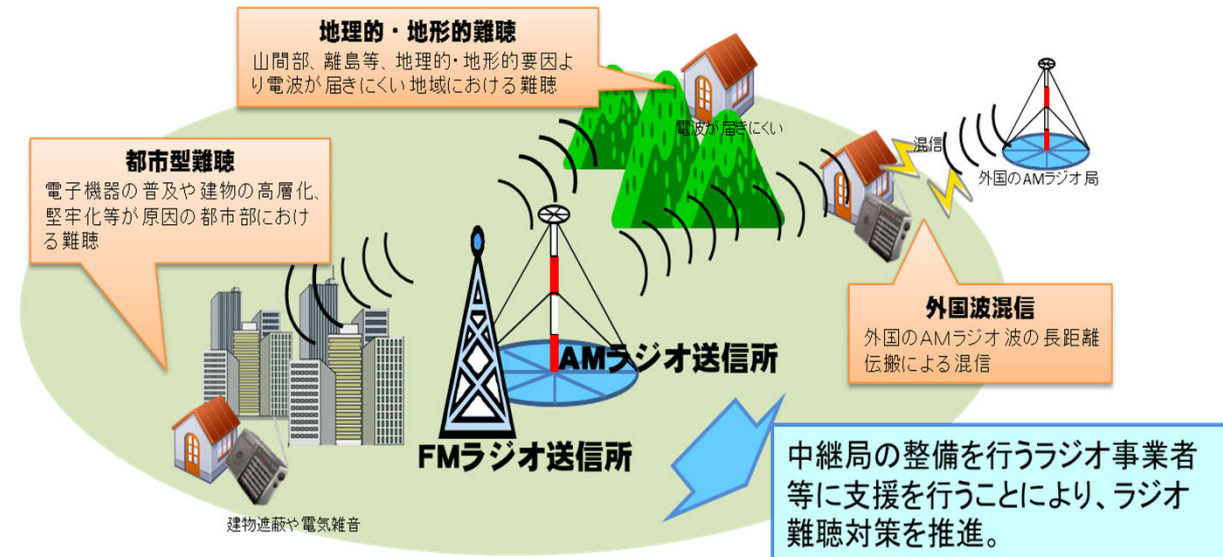 地理的・地形的難聴
山間部、離島等、地理的・地形的要因よ
り電波が届きにくい地域における難聴
電波が届きにくい
都市型難聴
電子機器の普及や建物の高層化、
堅牢化等が原因の都市部におけ
る難聴
混信
外国のAMラジオ局
外国波混信
外国のAMラジオ波の長距離
伝搬による混信
AMラジオ送信所
FMラジオ送信所
建物遮蔽や電気雑音
中継局の整備を行うラジオ事業者
等に支援を行うことにより、ラジオ
難聴対策を推進。